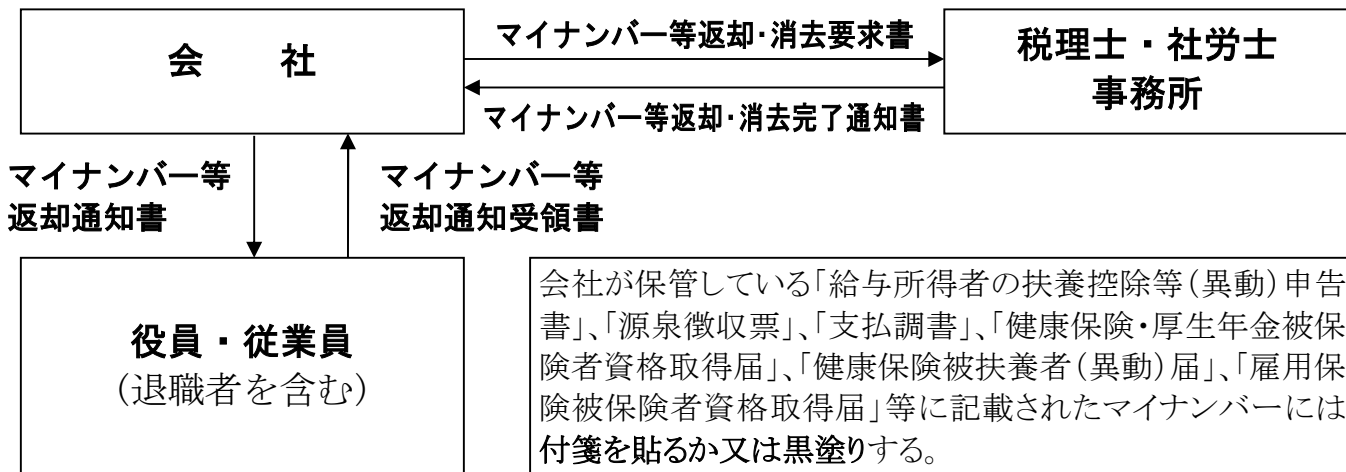 会　　社
マイナンバー等返却・消去要求書
税理士・社労士
事務所
マイナンバー等返却・消去完了通知書
マイナンバー等
返却通知書
マイナンバー等
返却通知受領書
役員・従業員
(退職者を含む)
会社が保管している「給与所得者の扶養控除等(異動)申告
書」、「源泉徴収票」、「支払調書」、「健康保険・厚生年金被保
険者資格取得届」、「健康保険被扶養者(異動)届」、「雇用保
険被保険者資格取得届」等に記載されたマイナンバーには
付箋を貼るか又は黒塗りする。